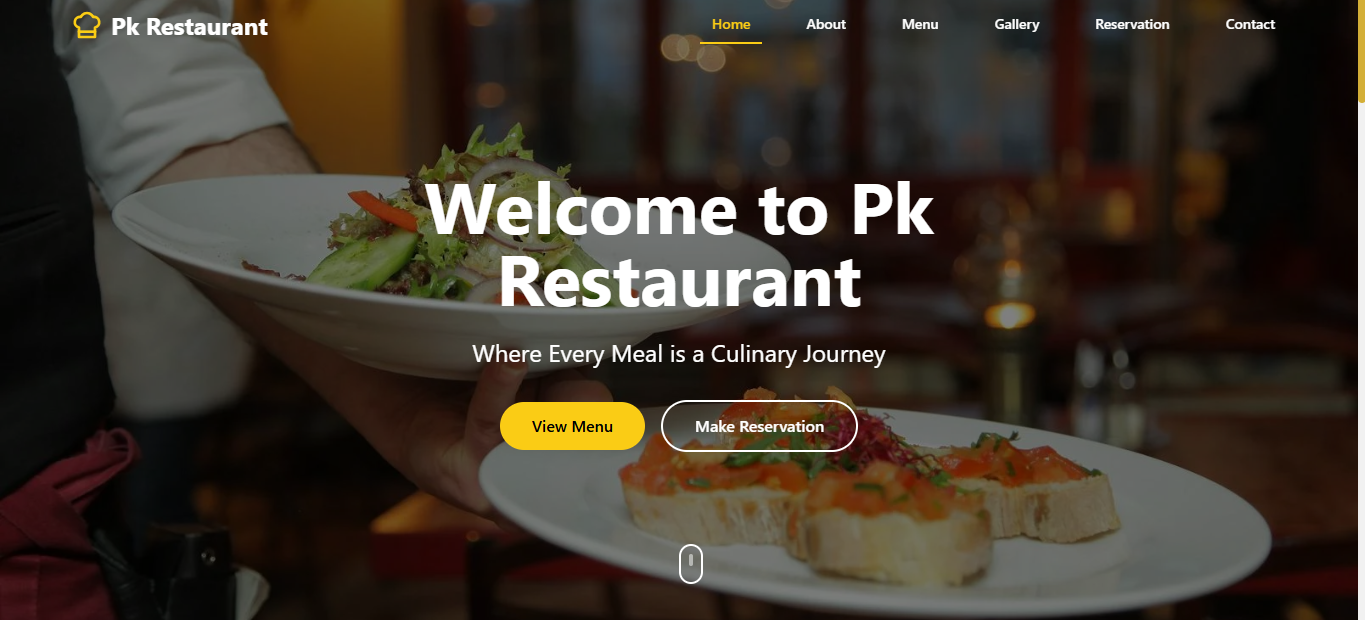 Pk Restaurant
Home About Menu Gallery Reservation Contact
Welcome to Pk
Restaurant
Where Every Meal is a Culinary Journey
View Menu
Make Reservation